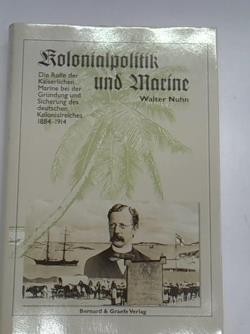 Kolonialpolitik
und Marine
Die Rolle der
Kaiserlichen
Marine bei der
Gründung und
Sicherung des
deutschen
Kolonialreiches
1884-1914
Walter Nuhn
Bernard & Graefe Verlag